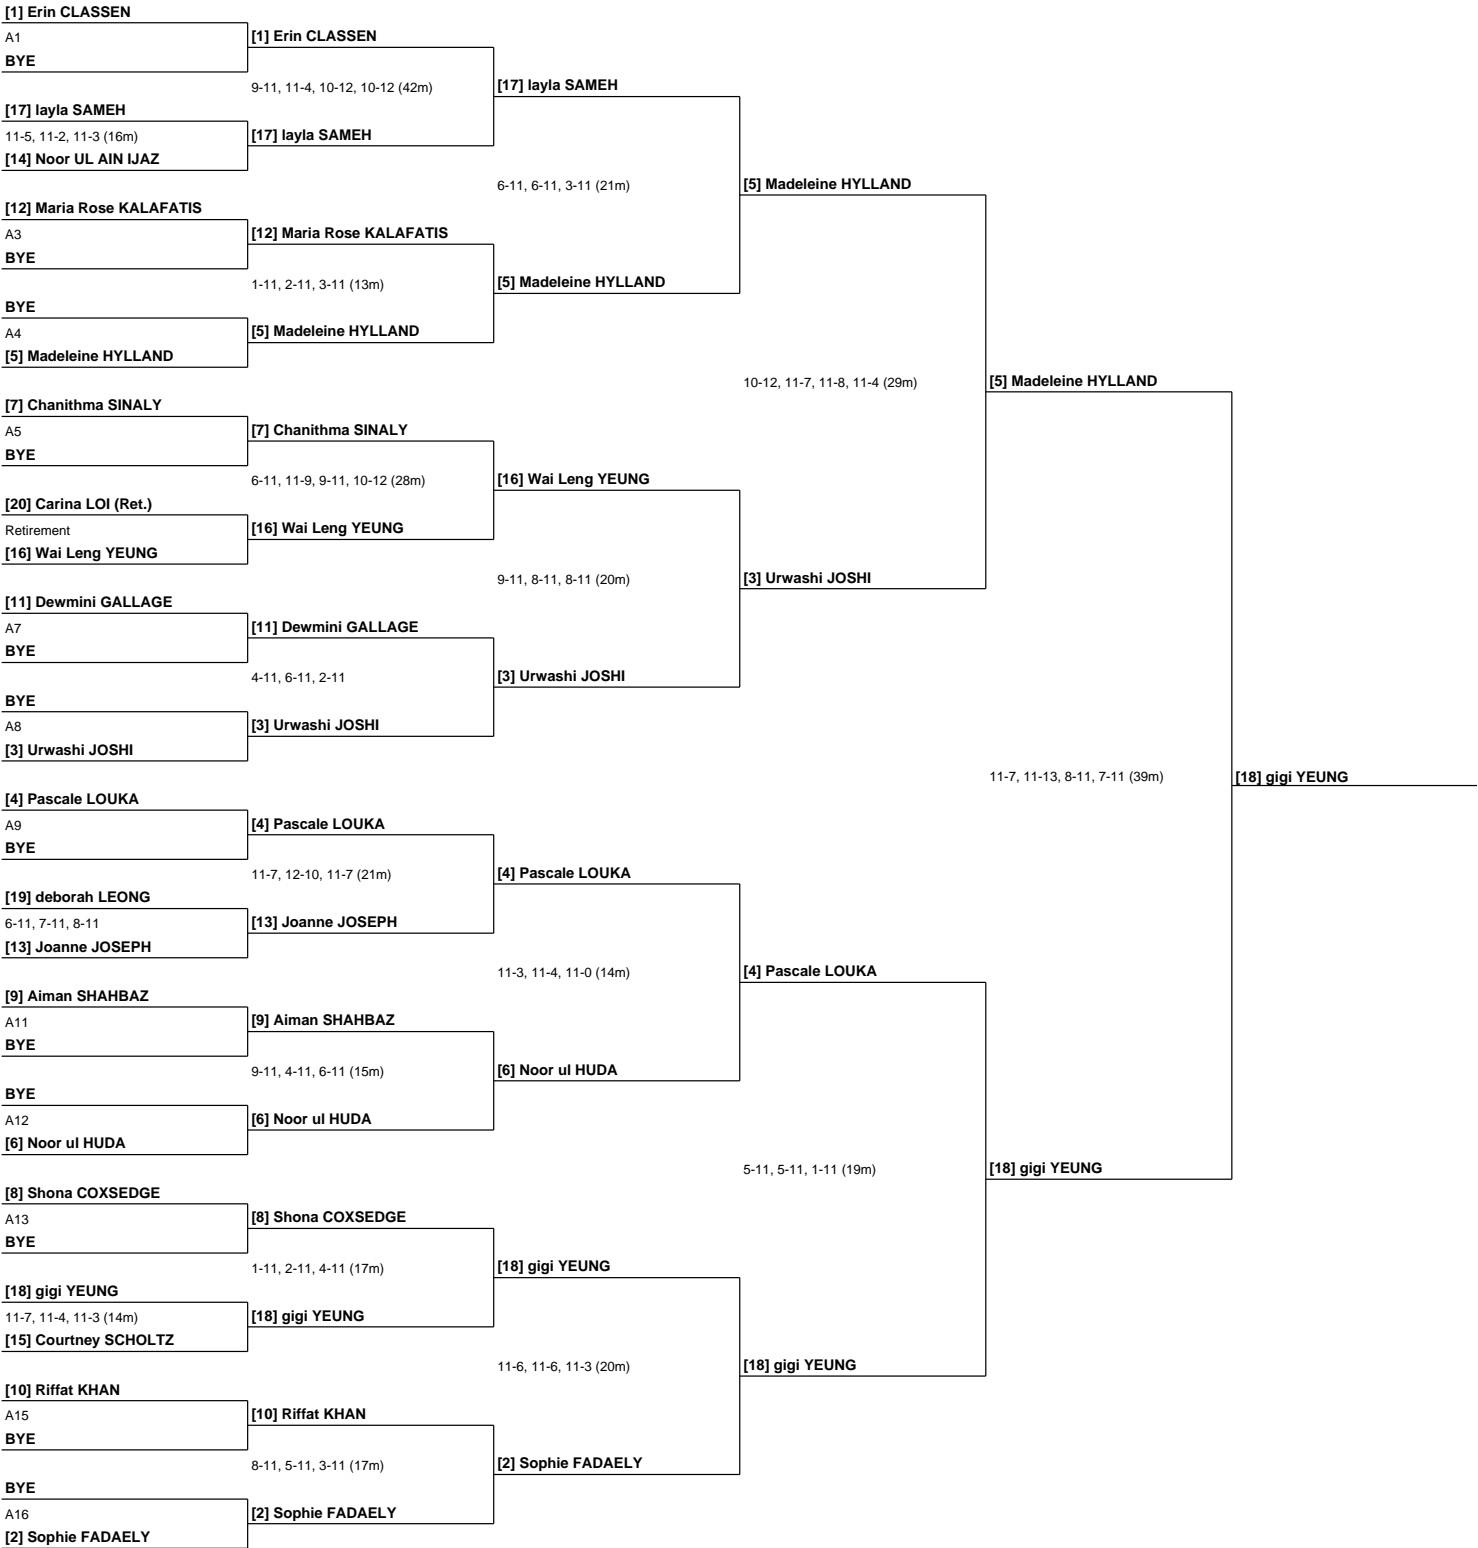 [1] Erin CLASSEN
A1
BYE
[17] layla SAMEH
11-5, 11-2, 11-3 (16m)
[14] Noor UL AIN IJAZ
[12] Maria Rose KALAFATIS
A3
BYE
BYE
A4
[5] Madeleine HYLLAND
[7] Chanithma SINALY
A5
BYE
[20] Carina LOI (Ret.)
Retirement
[16] Wai Leng YEUNG
[11] Dewmini GALLAGE
A7
BYE
BYE
A8
[3] Urwashi JOSHI
[4] Pascale LOUKA
A9
BYE
[19] deborah LEONG
6-11, 7-11, 8-11
[13] Joanne JOSEPH
[9] Aiman SHAHBAZ
A11
BYE
BYE
A12
[6] Noor ul HUDA
[8] Shona COXSEDGE
A13
BYE
[18] gigi YEUNG
11-7, 11-4, 11-3 (14m)
[15] Courtney SCHOLTZ
[10] Riffat KHAN
A15
BYE
BYE
A16
[2] Sophie FADAELY
[1] Erin CLASSEN
9-11, 11-4, 10-12, 10-12 (42m)
[17] layla SAMEH
[12] Maria Rose KALAFATIS
1-11, 2-11, 3-11 (13m)
[5] Madeleine HYLLAND
[7] Chanithma SINALY
6-11, 11-9, 9-11, 10-12 (28m)
[16] Wai Leng YEUNG
[11] Dewmini GALLAGE
4-11, 6-11, 2-11
[3] Urwashi JOSHI
[4] Pascale LOUKA
11-7, 12-10, 11-7 (21m)
[13] Joanne JOSEPH
[9] Aiman SHAHBAZ
9-11, 4-11, 6-11 (15m)
[6] Noor ul HUDA
[8] Shona COXSEDGE
1-11, 2-11, 4-11 (17m)
[18] gigi YEUNG
[10] Riffat KHAN
8-11, 5-11, 3-11 (17m)
[2] Sophie FADAELY
[17] layla SAMEH
6-11, 6-11, 3-11 (21m)
[5] Madeleine HYLLAND
[16] Wai Leng YEUNG
9-11, 8-11, 8-11 (20m)
[3] Urwashi JOSHI
[4] Pascale LOUKA
11-3, 11-4, 11-0 (14m)
[6] Noor ul HUDA
[18] gigi YEUNG
11-6, 11-6, 11-3 (20m)
[2] Sophie FADAELY
[5] Madeleine HYLLAND
10-12, 11-7, 11-8, 11-4 (29m)
[3] Urwashi JOSHI
[4] Pascale LOUKA
5-11, 5-11, 1-11 (19m)
[18] gigi YEUNG
[5] Madeleine HYLLAND
11-7, 11-13, 8-11, 7-11 (39m)
[18] gigi YEUNG
[18] gigi YEUNG